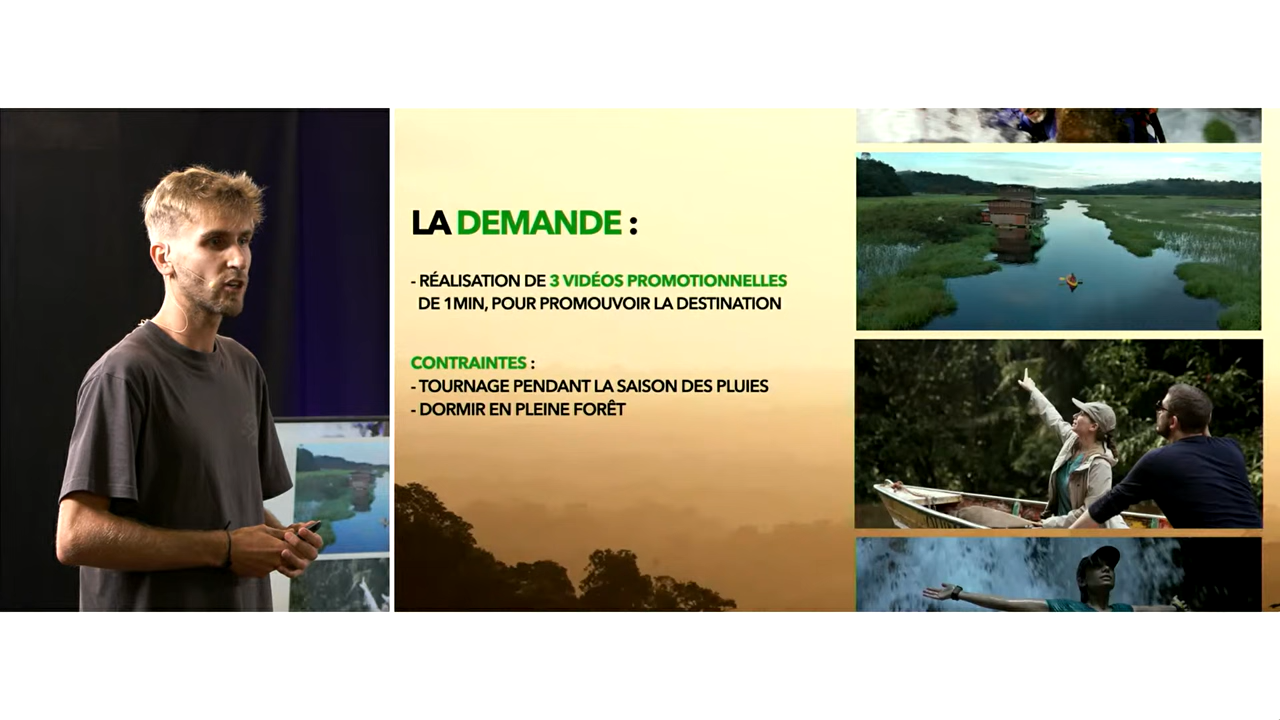 LA DEMANDE :
- RÉALISATION DE 3 VIDÉOS PROMOTIONNELLES
DE 1MIN, POUR PROMOUVOIR LA DESTINATION
CONTRAINTES :
- TOURNAGE PENDANT LA SAISON DES PLUIES
- DORMIR EN PLEINE FORÊT